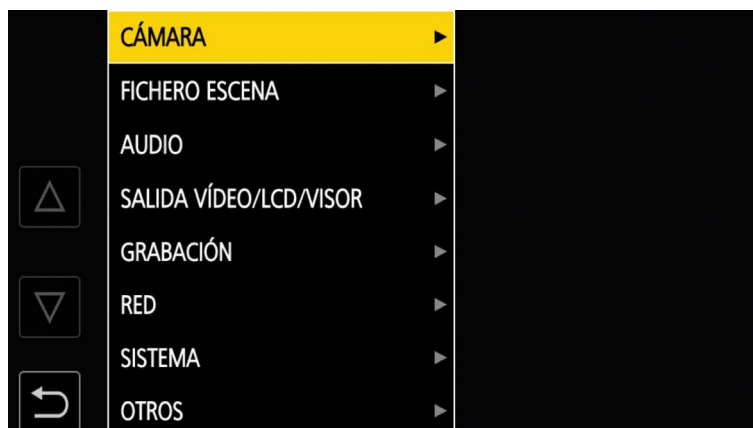 CÁMARA
FICHERO ESCENA
AUDIO
SALIDA VÍDEO/LCD/VISOR
GRABACIÓN
RED
SISTEMA
OTROS